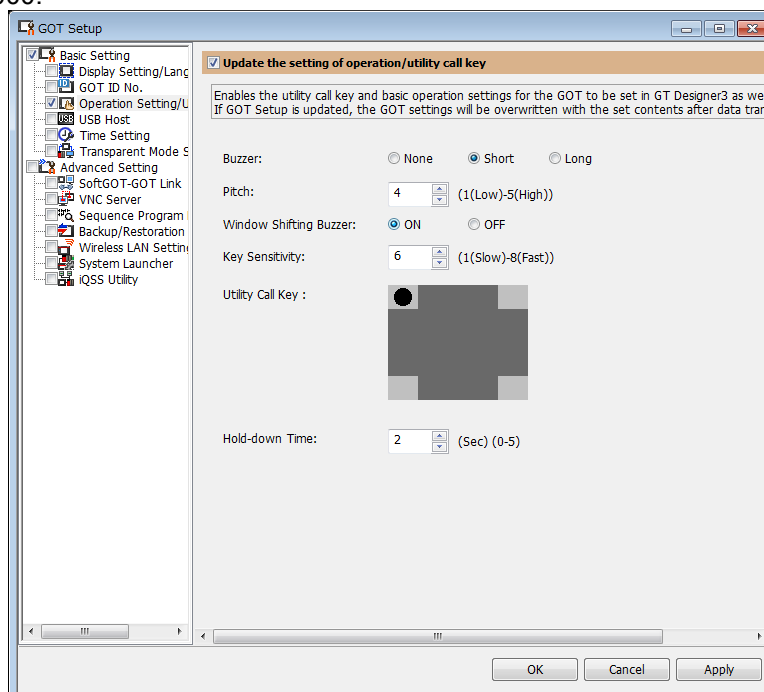 GOT Setup
Basic Setting
Display Setting/Lang
GOT ID No.
Operation Setting/U
USB Host
Time Setting
Transparent Mode S
Advanced Setting
SoftGOT-GOT Link
VNC Server
Sequence Program
Backup/Restoration
Wireless LAN Setting
System Launcher
iQSS Utility
Update the setting of operation/utility call key
Enables the utility call key and basic operation settings for the GOT to be set in GT Designer3 as we
If GOT Setup is updated, the GOT settings will be overwritten with the set contents after data tran
Buzzer: None Short Long
Pitch: 4 (1(Low)-5(High))
Window Shifting Buzzer: ON OFF
Key Sensitivity: 6 (1(Slow)-8(Fast))
Utility Call Key :
Hold-down Time: 2 (Sec) (0-5)
OK Cancel Apply